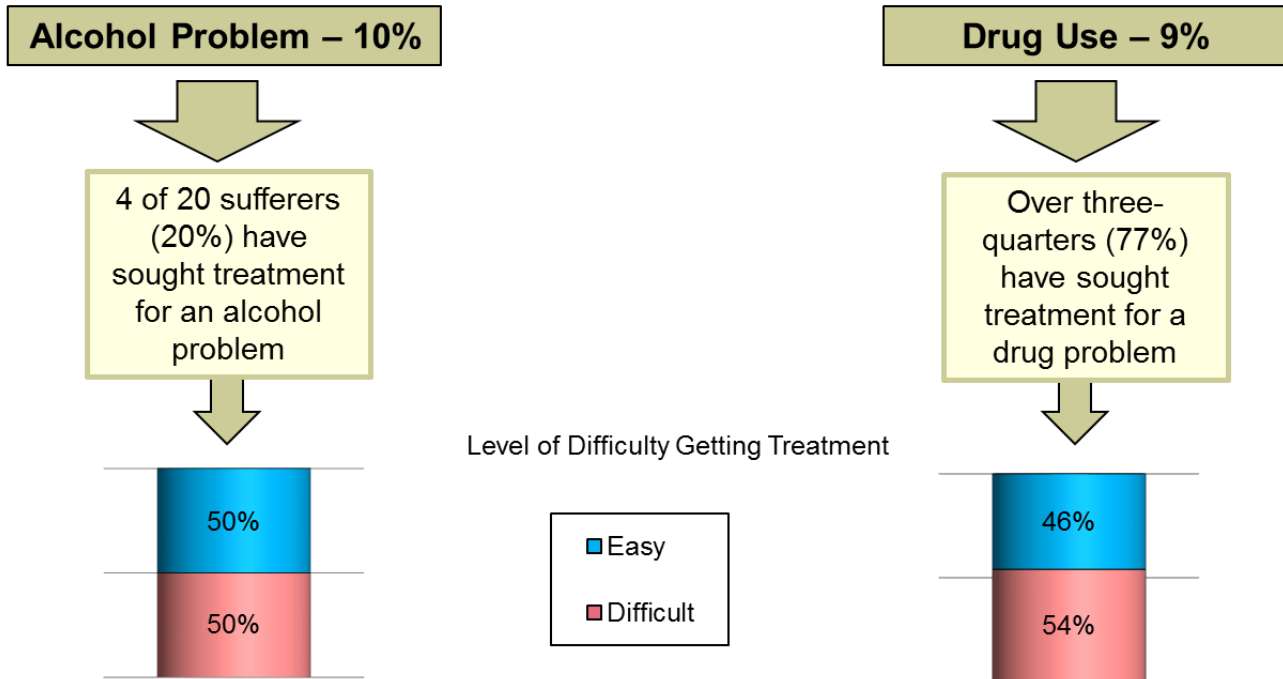 Alcohol Problem – 10%
Drug Use – 9%
4 of 20 sufferers
(20%) have
sought treatment
for an alcohol
problem
Over three-
quarters (77%)
have sought
treatment for a
drug problem
Level of Difficulty Getting Treatment
50%
50%
Easy
Difficult
46%
54%